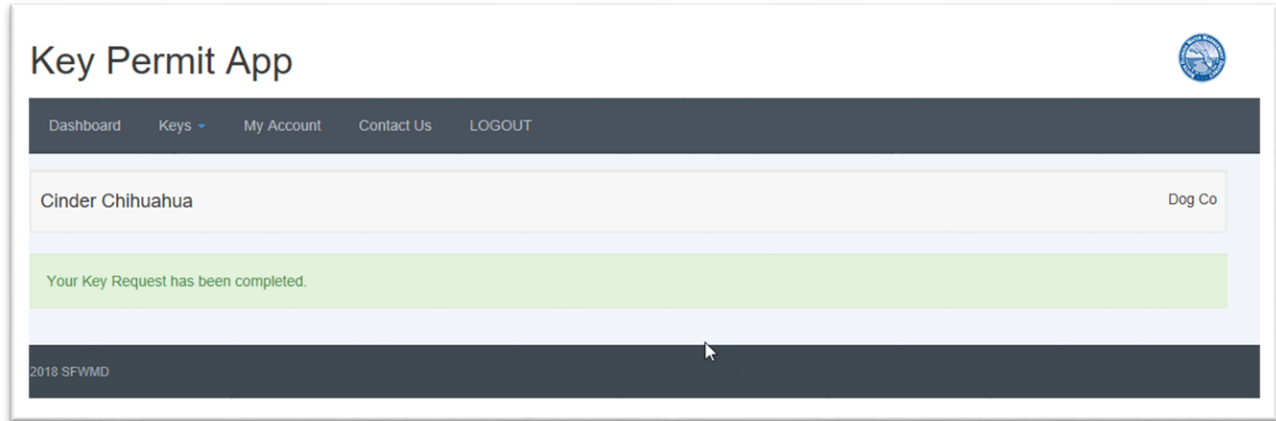 Key Permit App
Dashboard Keys My Account Contact Us LOGOUT
Cinder Chihuahua Dog Co
Your Key Request has been completed.
2018 SFWMD